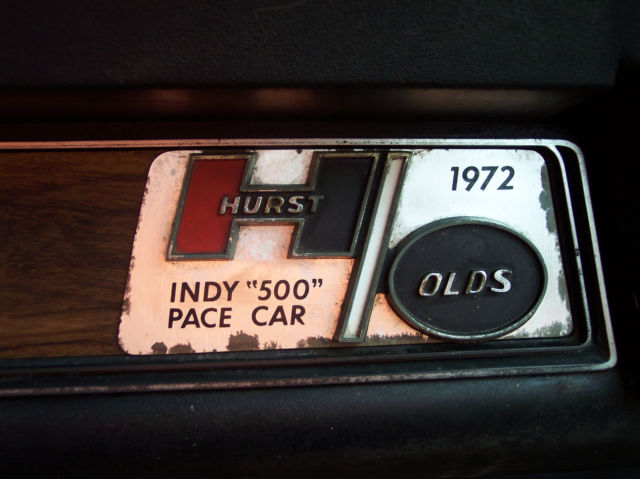 H
HURST
1972
OLDS
INDY "500"
PACE CAR